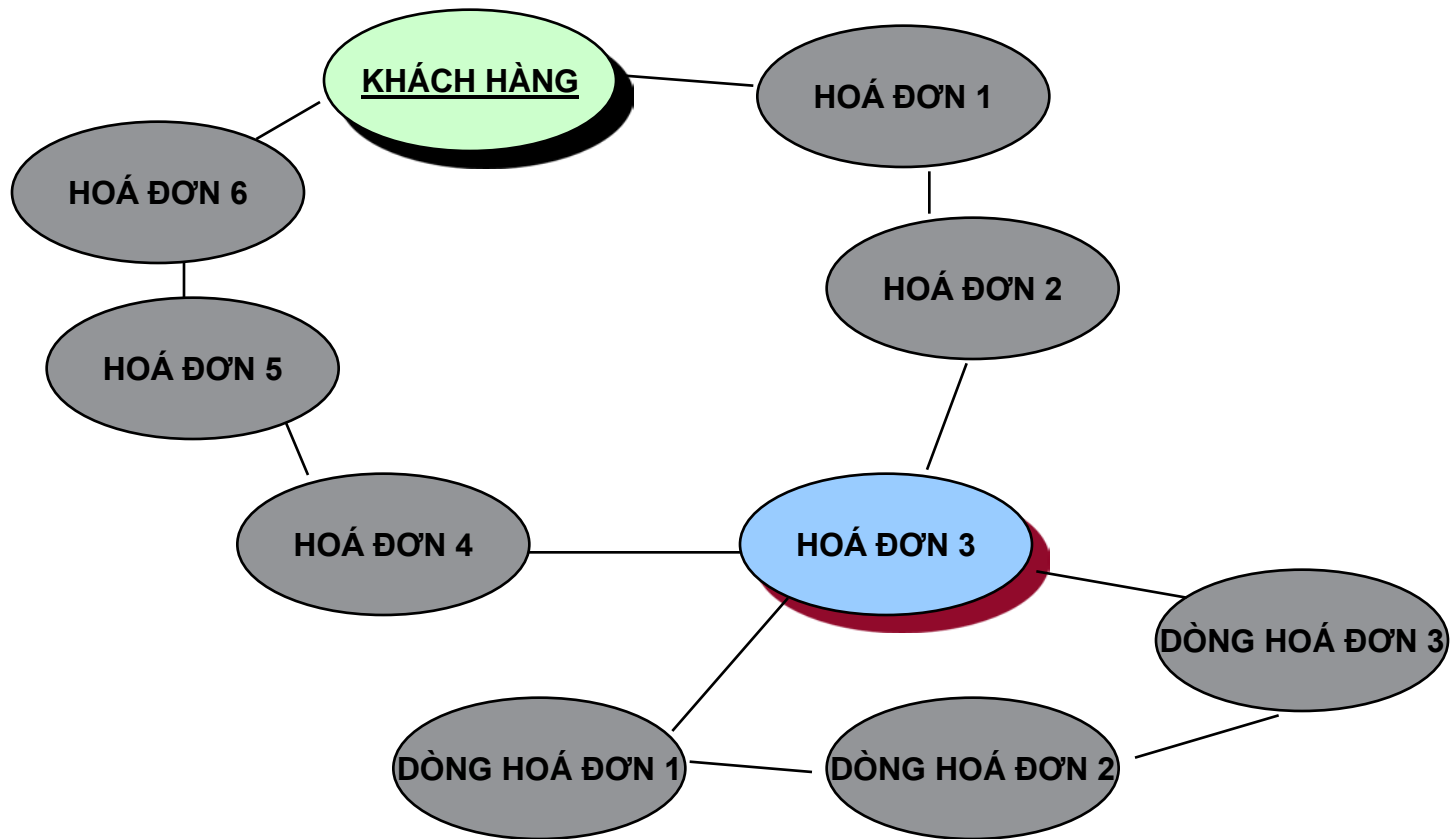 KHÁCH HÀNG
HOÁ ĐƠN 1
HOÁ ĐƠN 6
HOÁ ĐƠN 2
HOÁ ĐƠN 5
HOÁ ĐƠN 4
HOÁ ĐƠN 3
DÒNG HOÁ ĐƠN 3
DÒNG HOÁ ĐƠN 1
DÒNG HOÁ ĐƠN 2